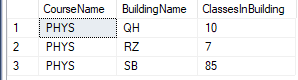 CourseName BuildingName ClassesInBuilding
1 PHYS QH 10
2 PHYS RZ 7
3 PHYS SB 85